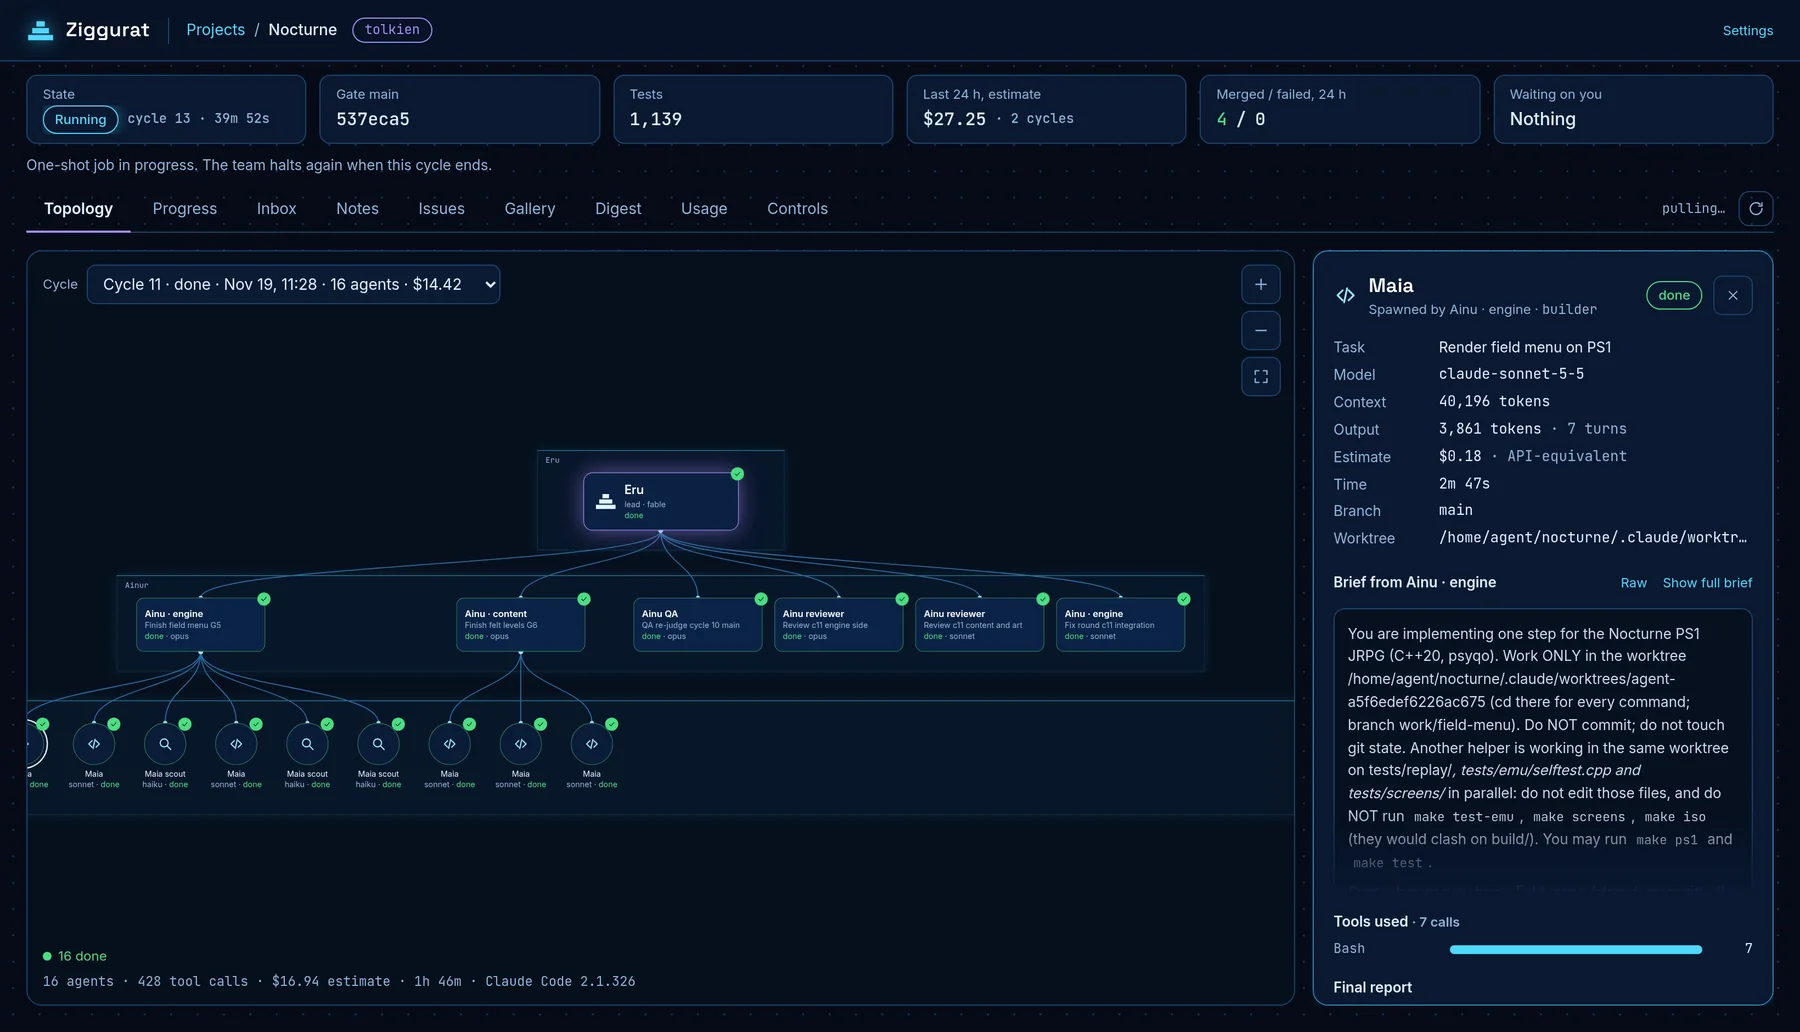 Ziggurat
Projects / Nocturne
tolkien
Settings
State
Running cycle 13 · 39m 52s
Gate main
537eca5
Tests
1,139
Last 24 h, estimate
$27.25 · 2 cycles
Merged / failed, 24 h
4 / 0
Waiting on you
Nothing
One-shot job in progress. The team halts again when this cycle ends.
Topology
Progress
Inbox
Notes
Issues
Gallery
Digest
Usage
Controls
pulling…
Cycle
Cycle 11 · done · Nov 19, 11:28 · 16 agents · $14.42
Eru
Eru
lead · fable
done
Ainur
Ainu · engine
Finish field menu G5
done · opus
Ainu · content
Finish felt levels G6
done · opus
Ainu QA
QA re-judge cycle 10 main
done · opus
Ainu reviewer
Review c11 engine side
done · opus
Ainu reviewer
Review c11 content and art
done · sonnet
Ainu · engine
Fix round c11 integration
done · sonnet
a
done
Maia
sonnet · done
Maia scout
haiku · done
Maia
sonnet · done
Maia scout
haiku · done
Maia scout
haiku · done
Maia
sonnet · done
Maia
sonnet · done
Maia
sonnet · done
16 done
16 agents · 428 tool calls · $16.94 estimate · 1h 46m · Claude Code 2.1.326
Maia
Spawned by Ainu · engine · builder
done
Task Render field menu on PS1
Model claude-sonnet-5-5
Context 40,196 tokens
Output 3,861 tokens · 7 turns
Estimate $0.18 · API-equivalent
Time 2m 47s
Branch main
Worktree /home/agent/nocturne/.claude/worktr…
Brief from Ainu · engine
Raw
Show full brief
You are implementing one step for the Nocturne PS1
JRPG (C++20, psyqo). Work ONLY in the worktree
/home/agent/nocturne/.claude/worktrees/agent-
a5f6edef6226ac675 (cd there for every command;
branch work/field-menu). Do NOT commit; do not touch
git state. Another helper is working in the same worktree
on tests/replay/, tests/emu/selftest.cpp and
tests/screens/ in parallel: do not edit those files, and do
NOT run make test-emu , make screens , make iso
(they would clash on build/). You may run make ps1 and
make test .
Tools used · 7 calls
Bash 7
Final report